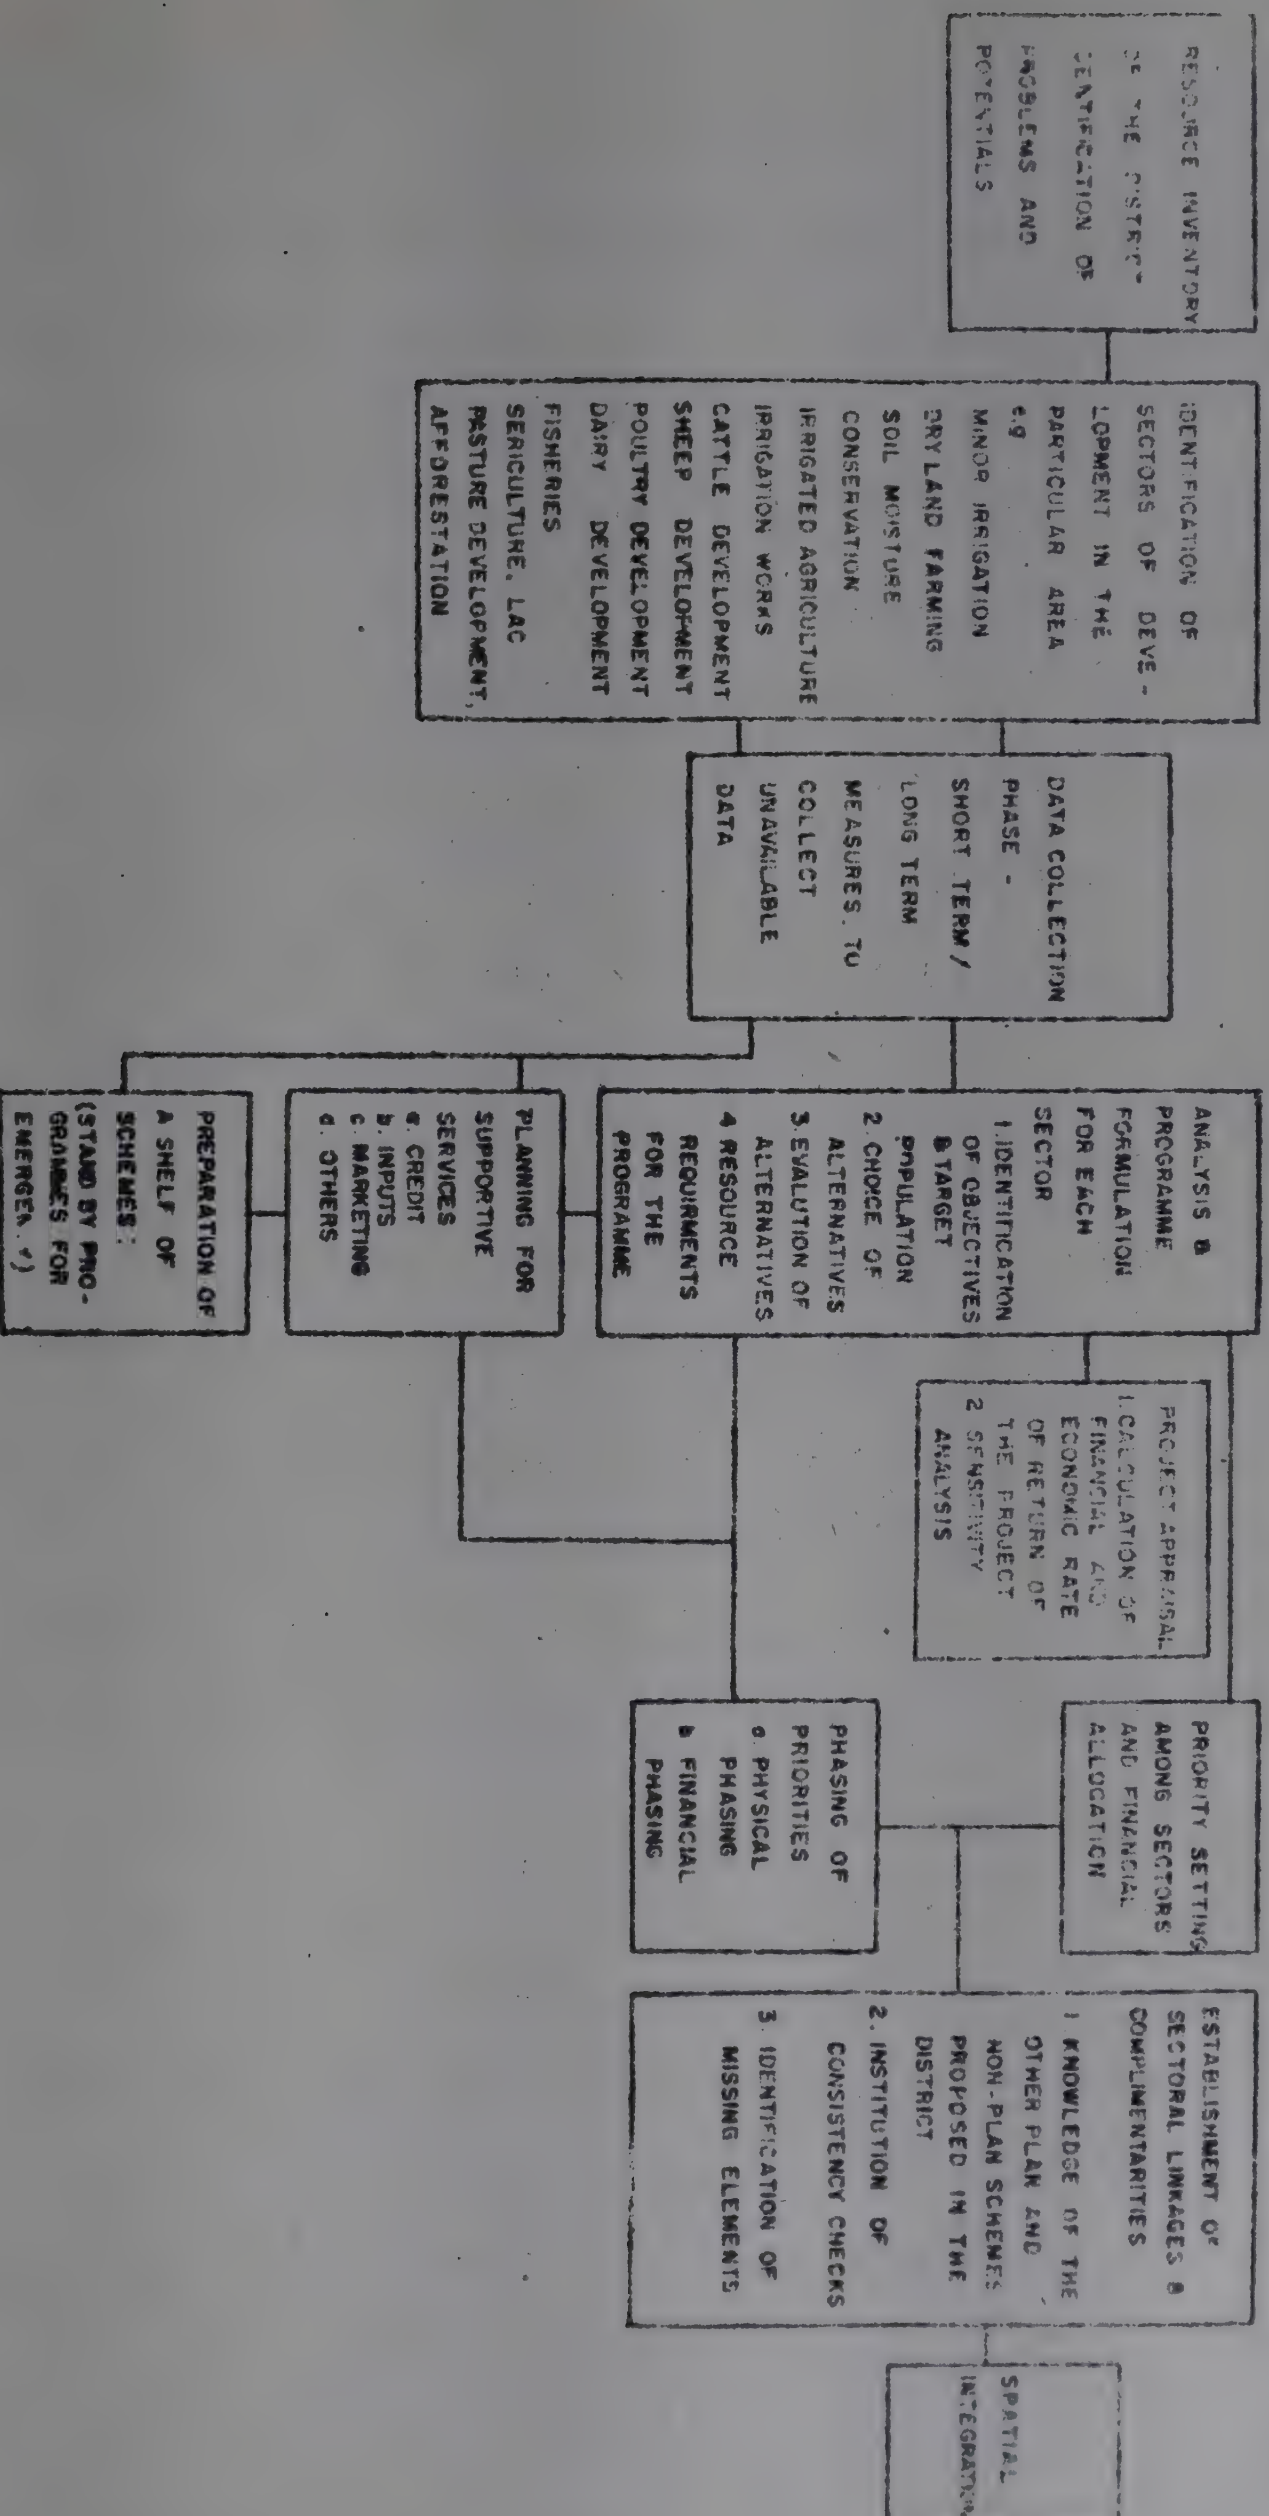 RESOURCE INVENTORY
OF THE DISTRICT
IDENTIFICATION OF
PROBLEMS AND
POTENTIALS
IDENTIFICATION OF
SECTORS OF DEVE-
LOPMENT IN THE
PARTICULAR AREA
e.g.
MINOR IRRIGATION
DRY LAND FARMING
SOIL MOISTURE
CONSERVATION
IRRIGATED AGRICULTURE
IRRIGATION WORKS
CATTLE DEVELOPMENT
SHEEP DEVELOPMENT
POULTRY DEVELOPMENT
DAIRY DEVELOPMENT
FISHERIES
SERICULTURE, LAC
PASTURE DEVELOPMENT,
AFFORESTATION
DATA COLLECTION
PHASE -
SHORT TERM /
LONG TERM
MEASURES. TO
COLLECT
UNAVAILABLE
DATA
ANALYSIS &
PROGRAMME
FORMULATION
FOR EACH
SECTOR
1. IDENTIFICATION
OF OBJECTIVES
& TARGET
POPULATION
2. CHOICE OF
ALTERNATIVES
3. EVALUTION OF
ALTERNATIVES
4 RESOURCE
REQUIRMENTS
FOR THE
PROGRAMME
PLANNING FOR
SUPPORTIVE
SERVICES
a. CREDIT
b. INPUTS
c. MARKETING
d. OTHERS
PREPARATION OF
A SHELF OF
SCHEMES:
(STAND BY PRO-
GRAMMES FOR
PROJECT APPRAISAL
1. CALCULATION OF
FINANCIAL AND
ECONOMIC RATE
OF RETURN OF
THE PROJECT
2 SENSITIVITY
ANALYSIS
PRIORITY SETTING
AMONG SECTORS
AND FINANCIAL
ALLOCATION
PHASING OF
PRIORITIES
a. PHYSICAL
PHASING
b FINANCIAL
PHASING
ESTABLISHMENT OF
SECTORAL LINKAGES &
COMPLIMENTARITIES
1 KNOWLEDGE OF THE
OTHER PLAN AND
NON-PLAN SCHEMES
PROPOSED IN THE
DISTRICT
2. INSTITUTION OF
CONSISTENCY CHECKS
3. IDENTIFICATION OF
MISSING ELEMENTS
SPATIAL
INTEGRATION